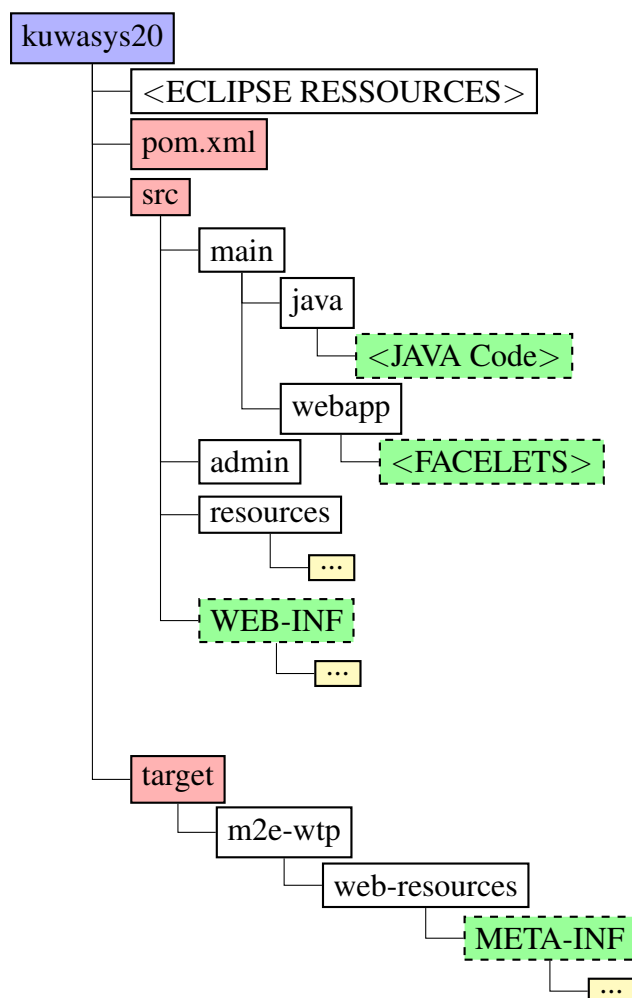 kuwasys20
<ECLIPSE RESSOURCES>
pom.xml
src
main
java
<JAVA Code>
webapp
<FACELETS>
admin
resources
...
WEB-INF
...
target
m2e-wtp
web-resources
META-INF
...